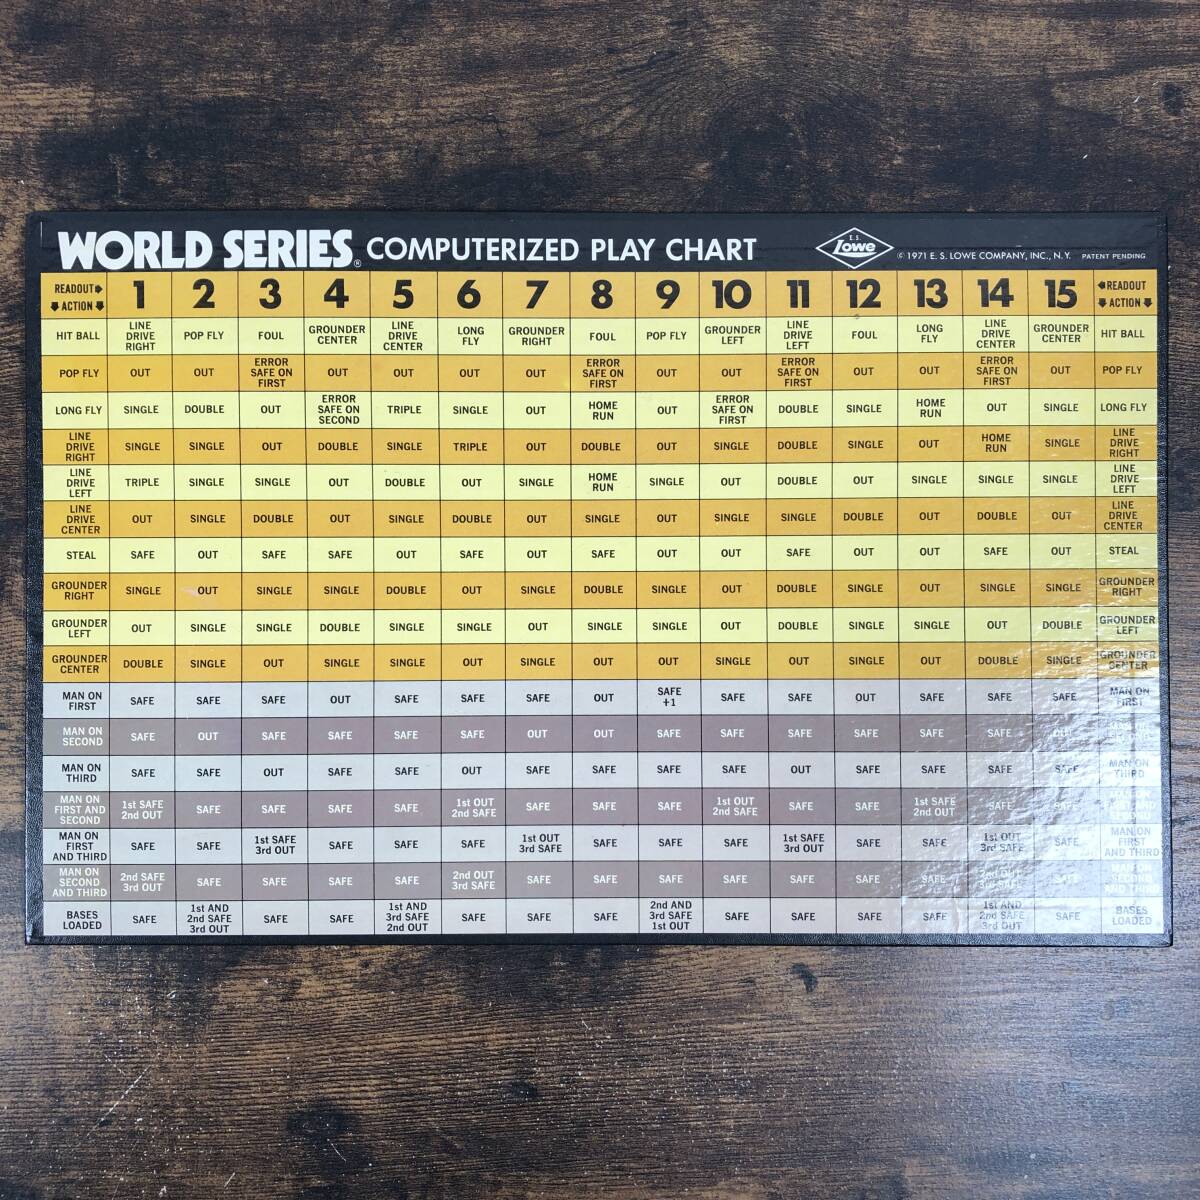 WORLD SERIES® COMPUTERIZED PLAY CHART E.S. Lowe © 1971 E. S. LOWE COMPANY, INC., N.Y. PATENT PENDING
READOUT 1 2 3 4 5 6 7 8 9 10 11 12 13 14 15 READOUT
ACTION ACTION
HIT BALL LINE DRIVE RIGHT POP FLY FOUL GROUNDER CENTER LINE DRIVE CENTER LONG FLY GROUNDER RIGHT FOUL POP FLY GROUNDER LEFT LINE DRIVE LEFT FOUL LONG FLY LINE DRIVE CENTER GROUNDER CENTER HIT BALL
POP FLY OUT OUT ERROR SAFE ON FIRST OUT OUT OUT OUT ERROR SAFE ON FIRST OUT OUT ERROR SAFE ON FIRST OUT OUT ERROR SAFE ON FIRST OUT POP FLY
LONG FLY SINGLE DOUBLE OUT ERROR SAFE ON SECOND TRIPLE SINGLE OUT HOME RUN OUT ERROR SAFE ON FIRST DOUBLE SINGLE HOME RUN OUT SINGLE LONG FLY
LINE DRIVE RIGHT SINGLE SINGLE OUT DOUBLE SINGLE TRIPLE OUT DOUBLE OUT SINGLE DOUBLE SINGLE OUT HOME RUN SINGLE LINE DRIVE RIGHT
LINE DRIVE LEFT TRIPLE SINGLE SINGLE OUT DOUBLE OUT SINGLE HOME RUN SINGLE OUT DOUBLE OUT SINGLE SINGLE SINGLE LINE DRIVE LEFT
LINE DRIVE CENTER OUT SINGLE DOUBLE OUT SINGLE DOUBLE OUT SINGLE OUT SINGLE SINGLE DOUBLE OUT DOUBLE OUT LINE DRIVE CENTER
STEAL SAFE OUT SAFE SAFE OUT SAFE OUT SAFE OUT OUT SAFE OUT OUT SAFE OUT STEAL
GROUNDER RIGHT SINGLE OUT SINGLE SINGLE DOUBLE OUT SINGLE DOUBLE SINGLE OUT DOUBLE SINGLE OUT SINGLE SINGLE GROUNDER RIGHT
GROUNDER LEFT OUT SINGLE SINGLE DOUBLE SINGLE SINGLE OUT SINGLE SINGLE OUT DOUBLE SINGLE SINGLE OUT DOUBLE GROUNDER LEFT
GROUNDER CENTER DOUBLE SINGLE OUT SINGLE SINGLE OUT SINGLE OUT OUT SINGLE OUT SINGLE OUT DOUBLE SINGLE GROUNDER CENTER
MAN ON FIRST SAFE SAFE SAFE OUT SAFE SAFE SAFE OUT SAFE +1 SAFE SAFE OUT SAFE SAFE SAFE MAN ON FIRST
MAN ON SECOND SAFE OUT SAFE SAFE SAFE SAFE OUT OUT SAFE SAFE SAFE SAFE SAFE SAFE
MAN ON THIRD SAFE SAFE OUT SAFE SAFE OUT SAFE SAFE SAFE SAFE OUT SAFE SAFE SAFE SAFE MAN ON THIRD
MAN ON FIRST AND SECOND 1st SAFE 2nd OUT SAFE SAFE SAFE SAFE 1st OUT 2nd SAFE SAFE SAFE SAFE 1st OUT 2nd SAFE SAFE SAFE 1st SAFE 2nd OUT SAFE SAFE
MAN ON FIRST AND THIRD SAFE SAFE 1st SAFE 3rd OUT SAFE SAFE SAFE 1st OUT 3rd SAFE SAFE SAFE SAFE 1st SAFE 3rd OUT SAFE SAFE 1st OUT 3rd SAFE SAFE MAN ON FIRST AND THIRD
MAN ON SECOND AND THIRD 2nd SAFE 3rd OUT SAFE SAFE SAFE SAFE 2nd OUT 3rd SAFE SAFE SAFE SAFE SAFE SAFE SAFE SAFE 2nd OUT 3rd SAFE SAFE MAN ON SECOND AND THIRD
BASES LOADED SAFE 1st AND 2nd SAFE 3rd OUT SAFE SAFE 1st AND 3rd SAFE 2nd OUT SAFE SAFE SAFE 2nd AND 3rd SAFE 1st OUT SAFE SAFE SAFE SAFE 1st AND 2nd SAFE 3rd OUT SAFE BASES LOADED